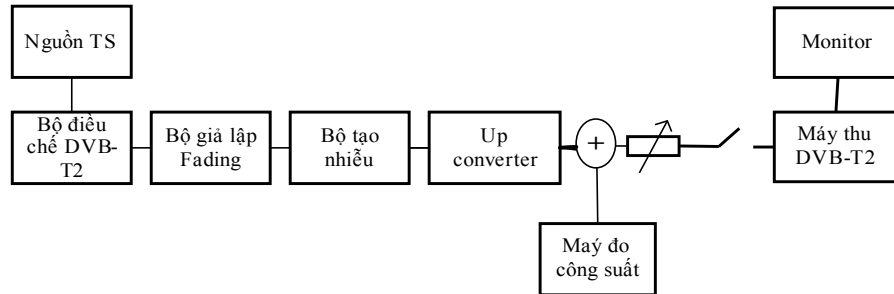 Nguồn TS
Monitor
Bộ điều
chế DVB-
T2
Bộ giả lập
Fading
Bộ tạo
nhiễu
Up
converter
+
Máy thu
DVB-T2
Maý đo
công suất